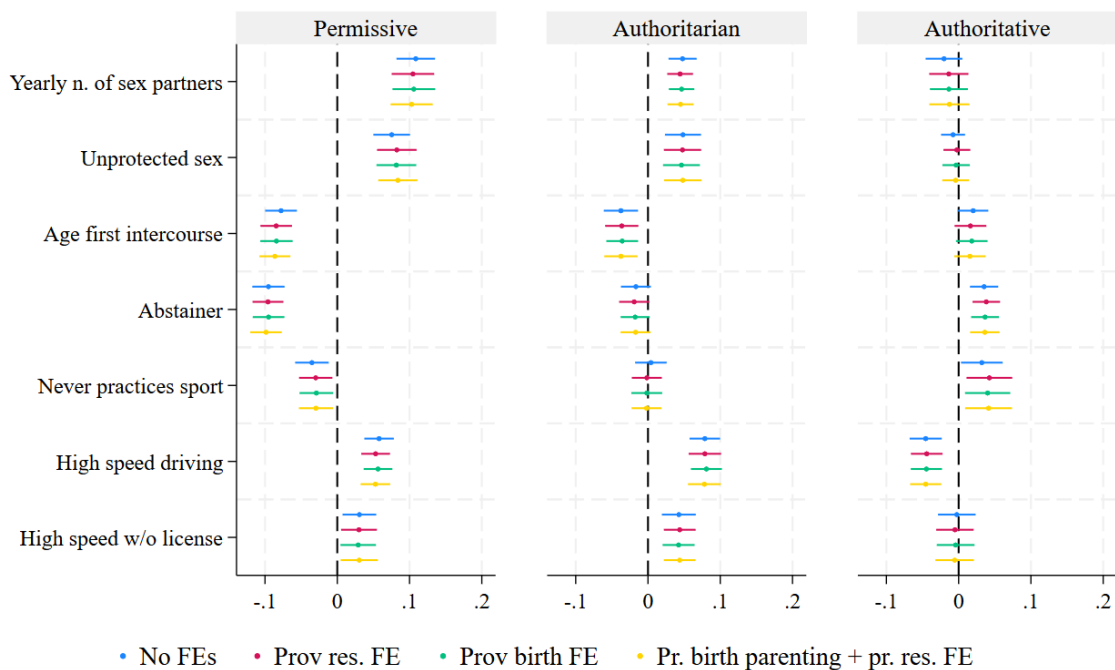 Permissive Authoritarian Authoritative
Yearly n. of sex partners
Unprotected sex
Age first intercourse
Abstainer
Never practices sport
High speed driving
High speed w/o license
-.1 0 .1 .2 -.1 0 .1 .2 -.1 0 .1 .2
No FEs Prov res. FE Prov birth FE Pr. birth parenting + pr. res. FE